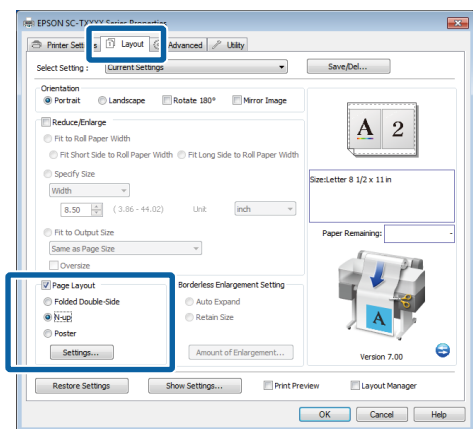 EPSON SC-TXXXX Series Properties
Printer Sett s Layout Advanced Utility
Select Setting : Current Settings Save/Del...
Orientation
Portrait Landscape Rotate 180° Mirror Image
Reduce/Enlarge
Fit to Roll Paper Width
Fit Short Side to Roll Paper Width Fit Long Side to Roll Paper Width
Specify Size
Width
8.50 ( 3.86 - 44.02) Unit inch
Fit to Output Size
Same as Page Size
Oversize
A 2
Size:Letter 8 1/2 x 11 in
Paper Remaining: -
Page Layout
Folded Double-Side
N-up
Poster
Settings...
Borderless Enlargement Setting
Auto Expand
Retain Size
Amount of Enlargement...
A
Version 7.00
Restore Settings Show Settings... Print Preview Layout Manager
OK Cancel Help